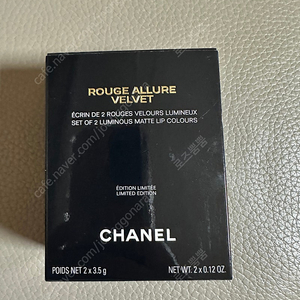 ROUGE ALLURE
VELVET
ÉCRIN DE 2 ROUGES VELOURS LUMINEUX
SET OF 2 LUMINOUS MATTE LIP COLOURS
ÉDITION LIMITÉE
LIMITED EDITION
CHANEL
POIDS NET 2 x 3.5 g NET WT. 2 x 0.12 OZ.